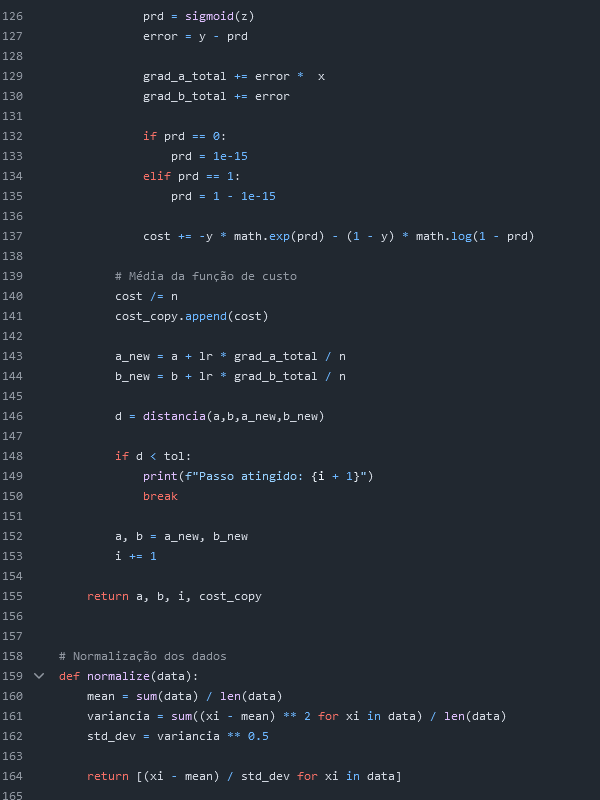 126 prd = sigmoid(z)
127 error = y - prd
128
129 grad_a_total += error *  x
130 grad_b_total += error
131
132 if prd == 0:
133 prd = 1e-15
134 elif prd == 1:
135 prd = 1 - 1e-15
136
137 cost += -y * math.exp(prd) - (1 - y) * math.log(1 - prd)
138
139 # Média da função de custo
140 cost /= n
141 cost_copy.append(cost)
142
143 a_new = a + lr * grad_a_total / n
144 b_new = b + lr * grad_b_total / n
145
146 d = distancia(a,b,a_new,b_new)
147
148 if d < tol:
149 print(f"Passo atingido: {i + 1}")
150 break
151
152 a, b = a_new, b_new
153 i += 1
154
155 return a, b, i, cost_copy
156
157
158 # Normalização dos dados
159 def normalize(data):
160 mean = sum(data) / len(data)
161 variancia = sum((xi - mean) ** 2 for xi in data) / len(data)
162 std_dev = variancia ** 0.5
163
164 return [(xi - mean) / std_dev for xi in data]
165